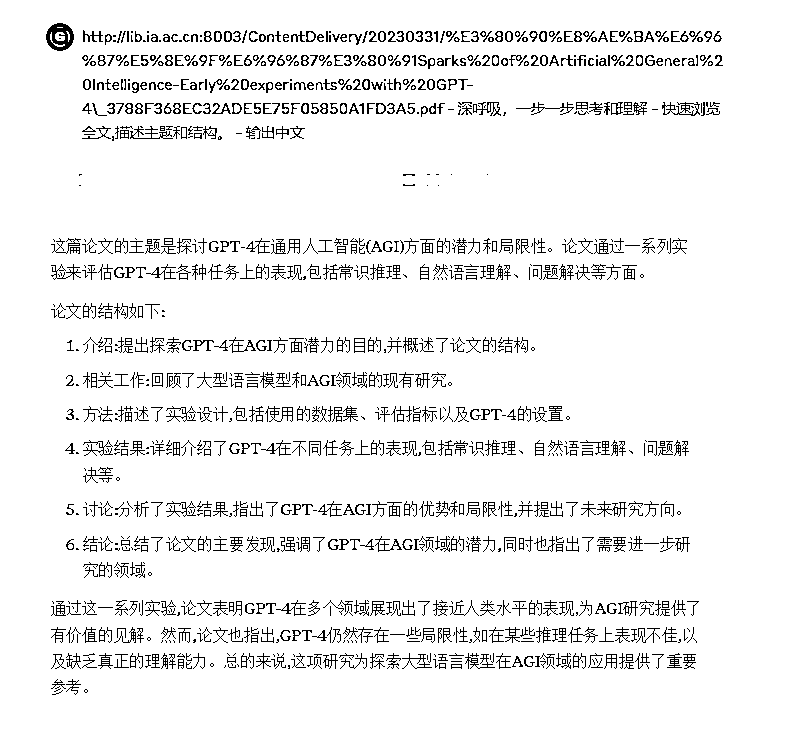 G http://lib.ia.ac.cn:8003/ContentDelivery/20230331/%E3%80%90%E8%AE%BA%E6%96
%87%E5%8E%9F%E6%96%87%E3%80%91Sparks%20of%20Artificial%20General%2
0Intelligence-Early%20experiments%20with%20GPT-
4\_3788F368EC32ADE5E75F05850A1FD3A5.pdf - 深呼吸，一步一步思考和理解 - 快速浏览
全文,描述主题和结构。 - 输出中文
这篇论文的主题是探讨GPT-4在通用人工智能(AGI)方面的潜力和局限性。论文通过一系列实
验来评估GPT-4在各种任务上的表现,包括常识推理、自然语言理解、问题解决等方面。
论文的结构如下:
1. 介绍:提出探索GPT-4在AGI方面潜力的目的,并概述了论文的结构。
2. 相关工作:回顾了大型语言模型和AGI领域的现有研究。
3. 方法:描述了实验设计,包括使用的数据集、评估指标以及GPT-4的设置。
4. 实验结果:详细介绍了GPT-4在不同任务上的表现,包括常识推理、自然语言理解、问题解
决等。
5. 讨论:分析了实验结果,指出了GPT-4在AGI方面的优势和局限性,并提出了未来研究方向。
6. 结论:总结了论文的主要发现,强调了GPT-4在AGI领域的潜力,同时也指出了需要进一步研
究的领域。
通过这一系列实验,论文表明GPT-4在多个领域展现出了接近人类水平的表现,为AGI研究提供了
有价值的见解。然而,论文也指出,GPT-4仍然存在一些局限性,如在某些推理任务上表现不佳,以
及缺乏真正的理解能力。总的来说,这项研究为探索大型语言模型在AGI领域的应用提供了重要
参考。